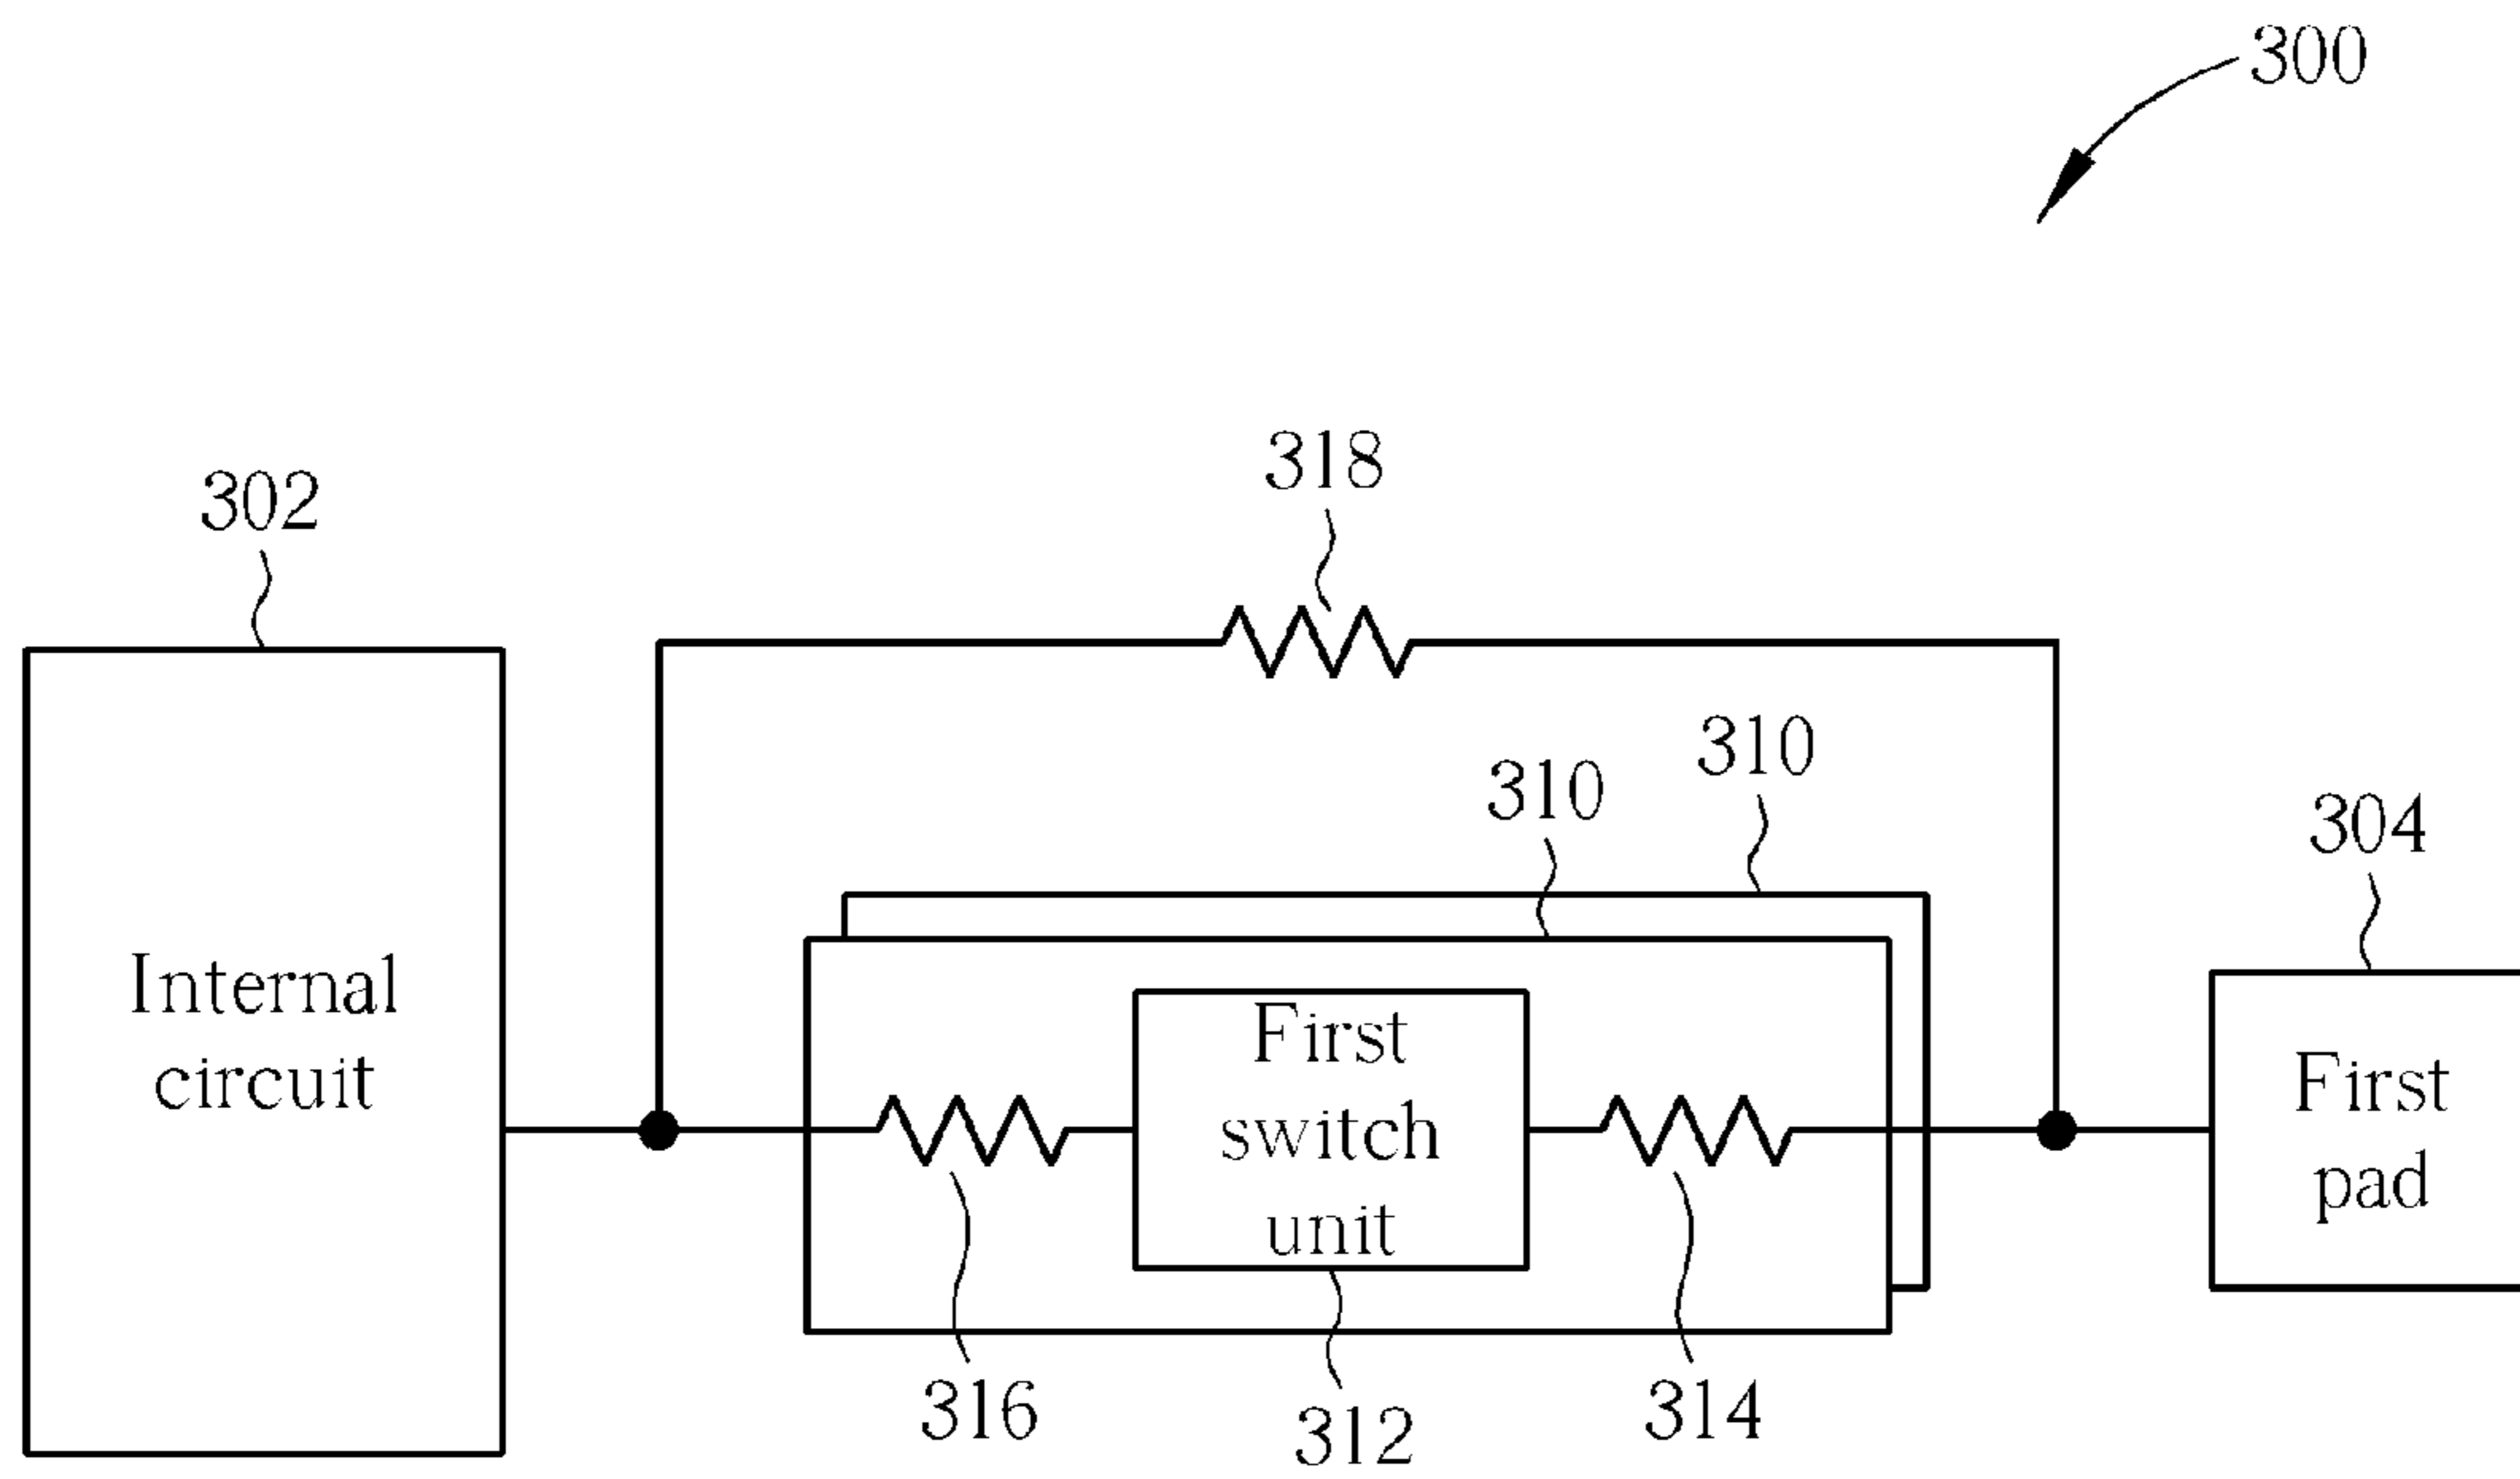 300
318
302
310
310
304
Internal
circuit
First
switch
unit
First
pad
316
312
314